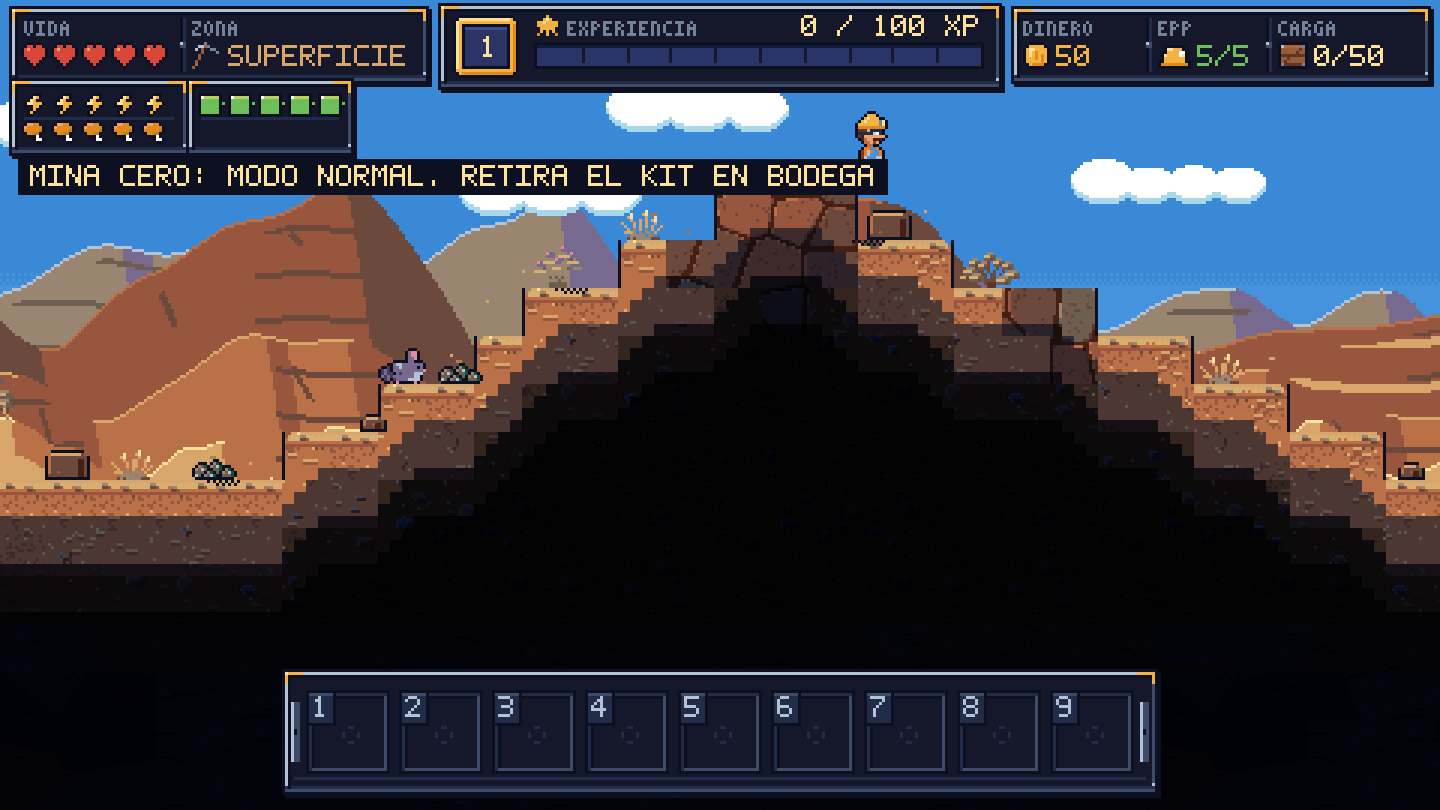 VIDA
ZONA
SUPERFICIE
1
EXPERIENCIA
0 / 100 XP
DINERO
50
EPP
5/5
CARGA
0/50
MINA CERO: MODO NORMAL. RETIRA EL KIT EN BODEGA
1 2 3 4 5 6 7 8 9